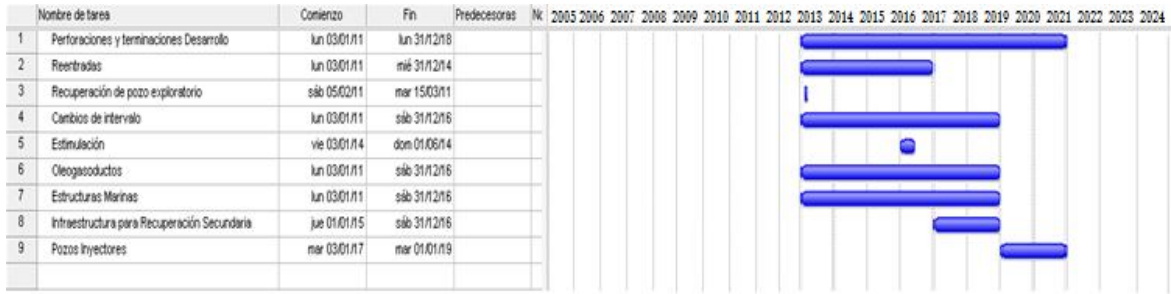 Nombre de tarea Comienzo Fin Predecesoras Nc 2005 2006 2007 2008 2009 2010 2011 2012 2013 2014 2015 2016 2017 2018 2019 2020 2021 2022 2023 2024
1 Perforaciones y terminaciones Desarrollo lun 03/01/11 lun 31/12/18
2 Reentradas lun 03/01/11 mié 31/12/14
3 Recuperación de pozo exploratorio sáb 05/02/11 mar 15/03/11
4 Cambios de intervalo lun 03/01/11 sáb 31/12/16
5 Estimulación vie 03/01/14 dom 01/06/14
6 Oleogasoductos lun 03/01/11 sáb 31/12/16
7 Estructuras Marinas lun 03/01/11 sáb 31/12/16
8 Infraestructura para Recuperación Secundaria jue 01/01/15 sáb 31/12/16
9 Pozos Inyectores mar 03/01/17 mar 01/01/19